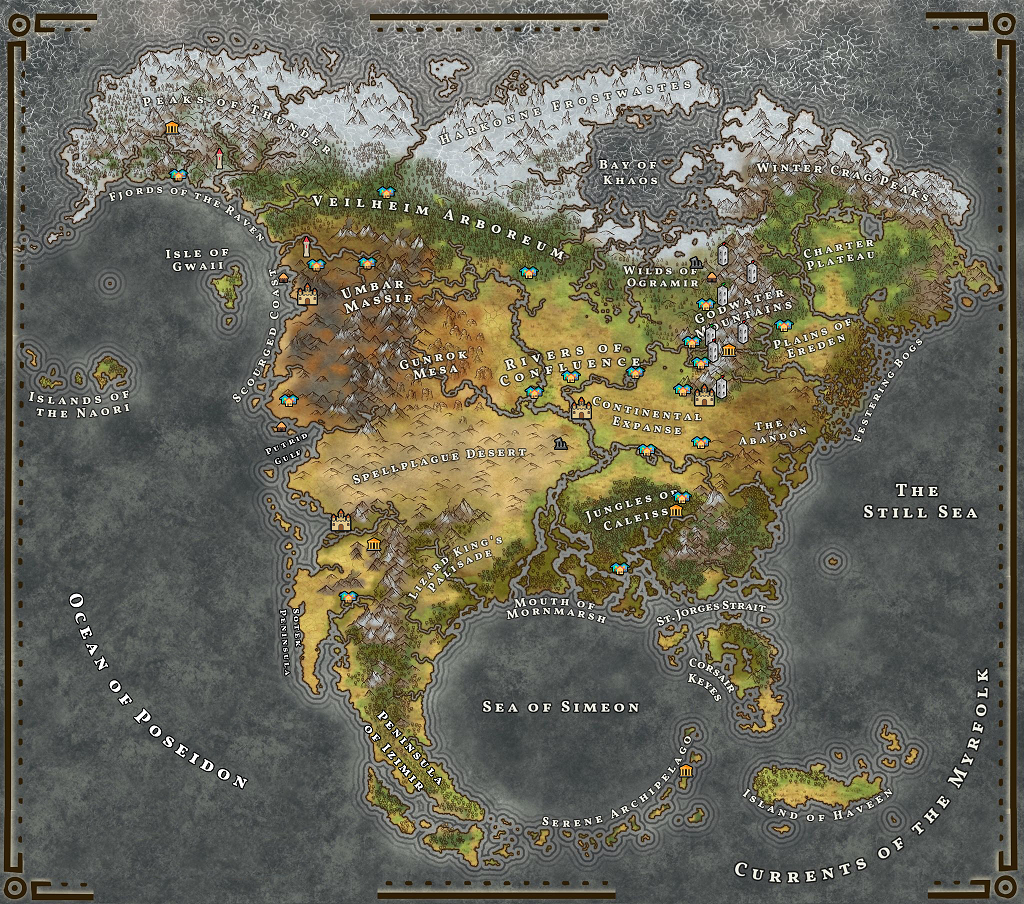 Peaks of Thunder
Harkonne Frostwastes
Bay of
Khaos
Winter Crag Peaks
Fjords of the Raven
Veilheim Arboreum
Isle of
Gwaii
Charter
Plateau
Wilds of
Ogramir
Umbar
Massif
Godwater
Mountains
Scourged Coast
Plains of
Ereden
Gunrok
Mesa
Rivers of
Confluence
Festering Bogs
Islands of
the Naori
Continental
Expanse
The
Abandon
Putrid
Gulf
Spellplague Desert
The
Still Sea
Jungles of
Caleiss
Lizard King's
Palisade
Mouth of
Mornmarsh
St. Jorges Strait
Sotek
Peninsula
Ocean of Poseidon
Corsair
Keyes
Sea of Simeon
Peninsula
of Izimir
Serene Archipelago
Island of Haveen
Currents of the Myrfolk